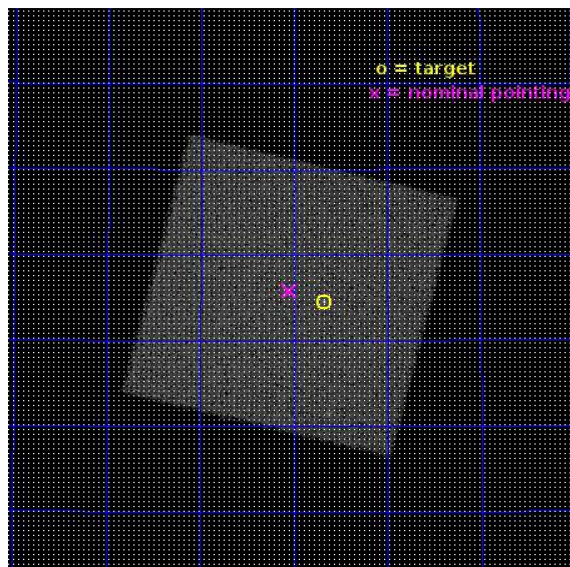 o = target
x = nominal pointing